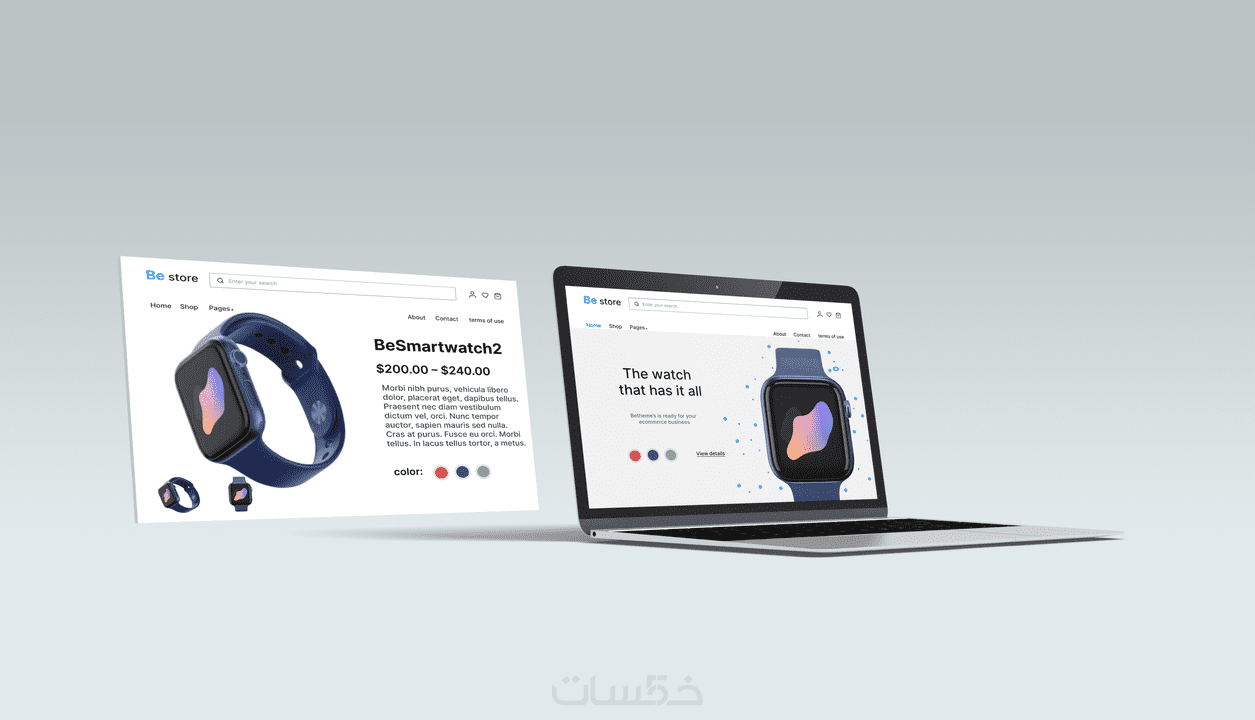 Be store
Enter your search
Home Shop Pages
About Contact terms of use
BeSmartwatch2
$200.00 – $240.00
Morbi nibh purus, vehicula libero
dolor, placerat eget, dapibus tellus.
Praesent nec diam vestibulum
dictum vel, orci. Nunc tempor
auctor, sapien mauris sed nulla.
Cras at purus. Fusce eu orci. Morbi
tellus. In lacus tellus tortor, a metus.
color:
Be store
Enter your search
Home Shop Pages
About Contact terms of use
The watch
that has it all
Betheme's is ready for your
ecommrrce businees
View details
خمسات